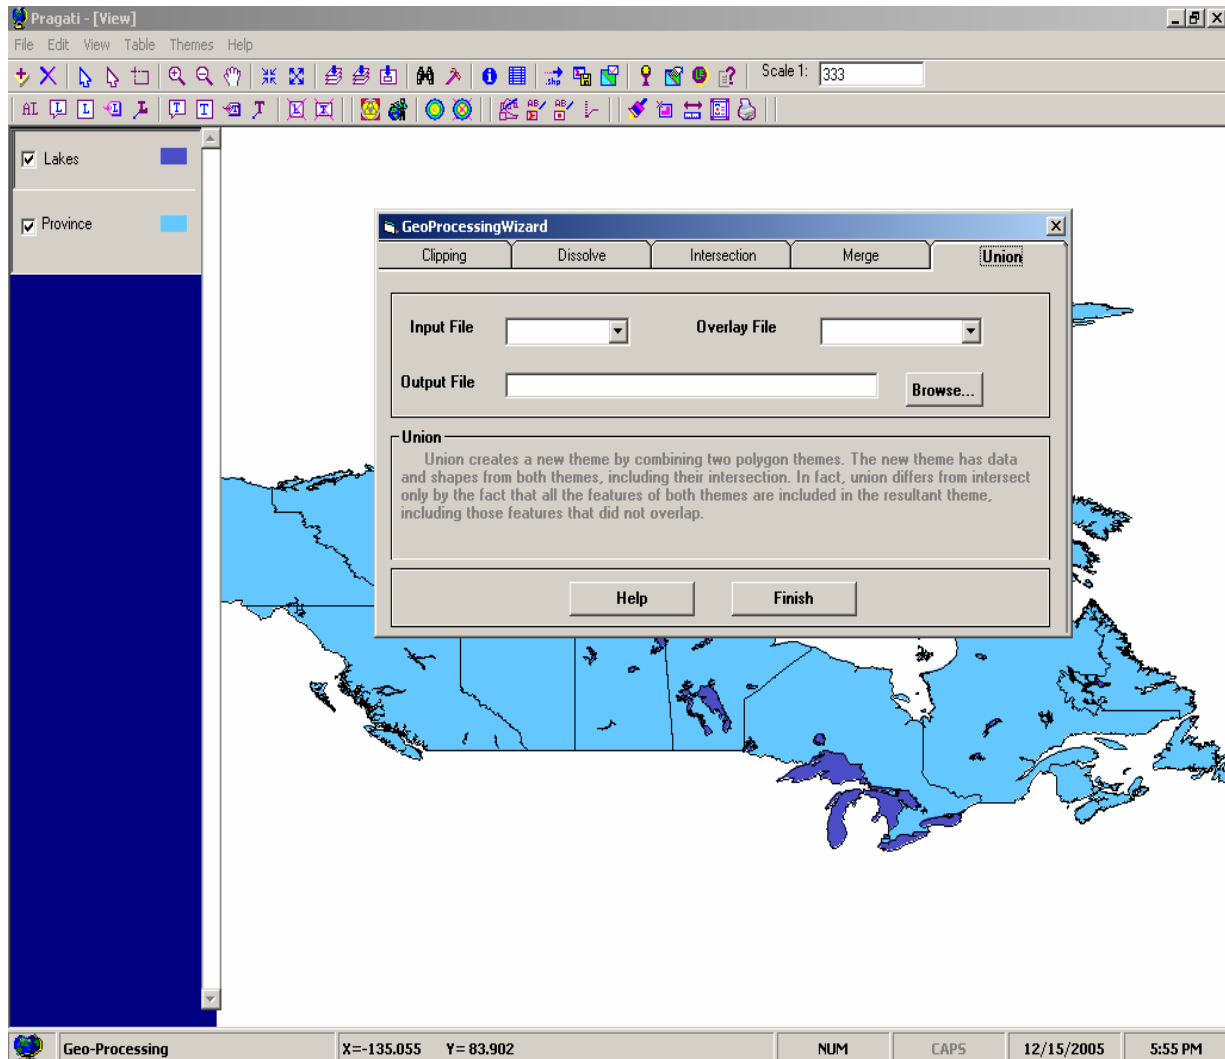 Pragati - [View]
File Edit View Table Themes Help
Scale 1: 333
Lakes
Province
GeoProcessingWizard
Clipping Dissolve Intersection Merge Union
Input File Overlay File
Output File Browse...
Union
Union creates a new theme by combining two polygon themes. The new theme has data
and shapes from both themes, including their intersection. In fact, union differs from intersect
only by the fact that all the features of both themes are included in the resultant theme,
including those features that did not overlap.
Help Finish
Geo-Processing X=-135.055 Y= 83.902 NUM CAPS 12/15/2005 5:55 PM